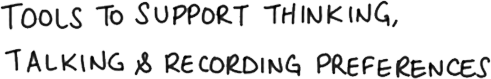 TOOLS TO SUPPORT THINKING,
TALKING & RECORDING PREFERENCES